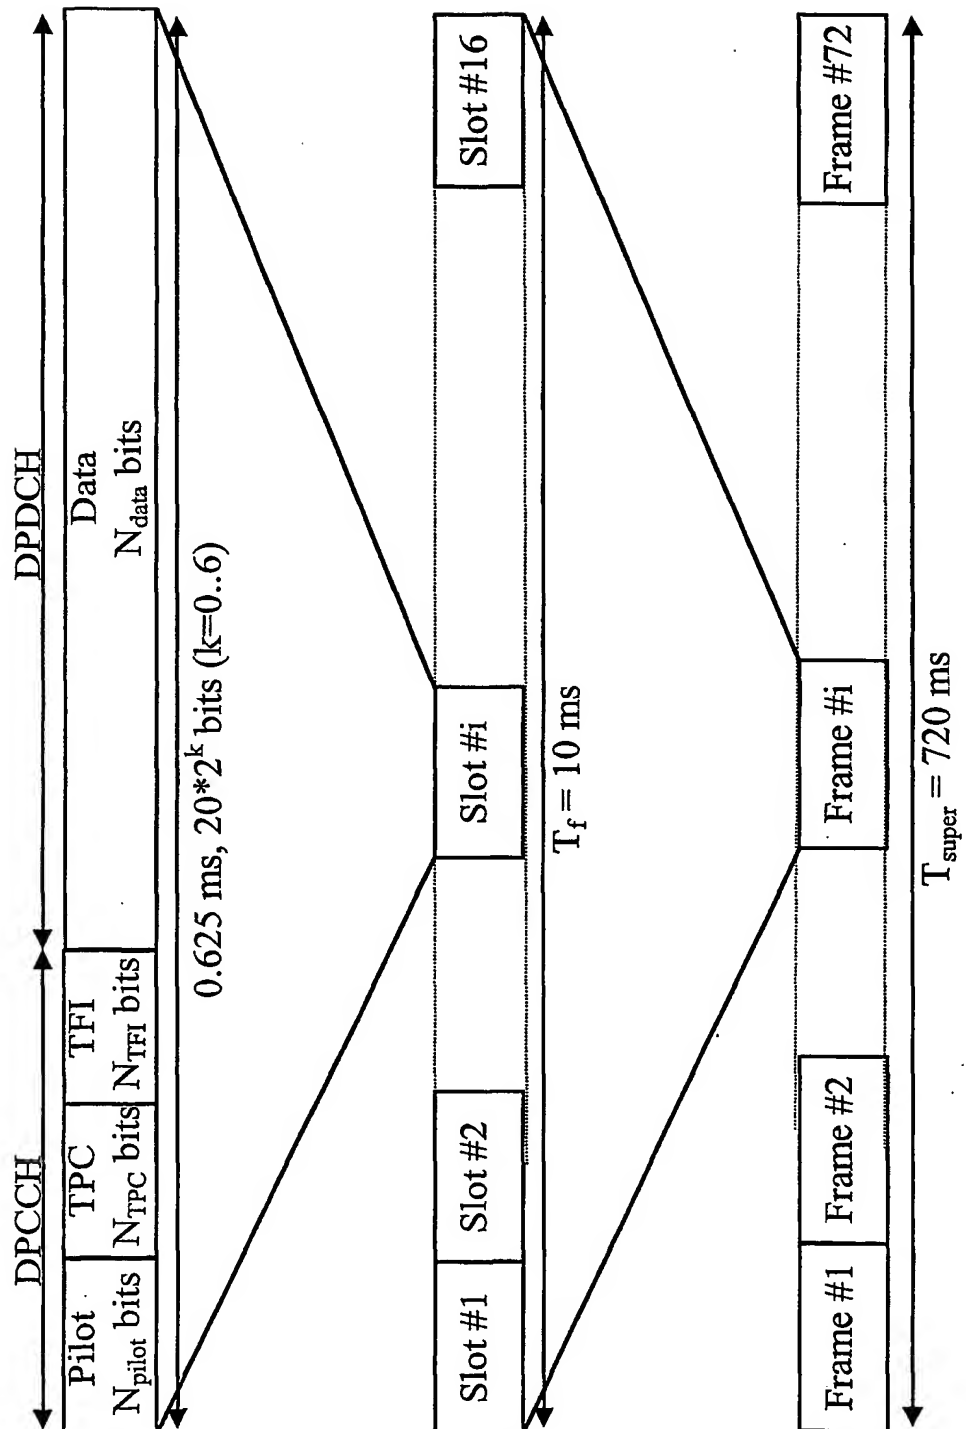 DPCCH
DPDCH
Pilot
N_pilot bits
TPC
N_TPC bits
TFI
N_TFI bits
Data
N_data bits
0.625 ms, 20*2^k bits (k=0..6)
Slot #1
Slot #2
Slot #i
Slot #16
T_f = 10 ms
Frame #1
Frame #2
Frame #i
Frame #72
T_super = 720 ms